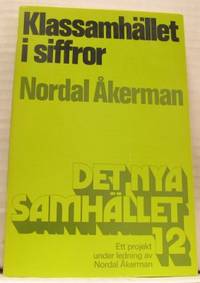 Klassamhället
i siffror
Nordal Åkerman
DET NYA
SAMHÄLLET
12
Ett projekt
under ledning av
Nordal Åkerman